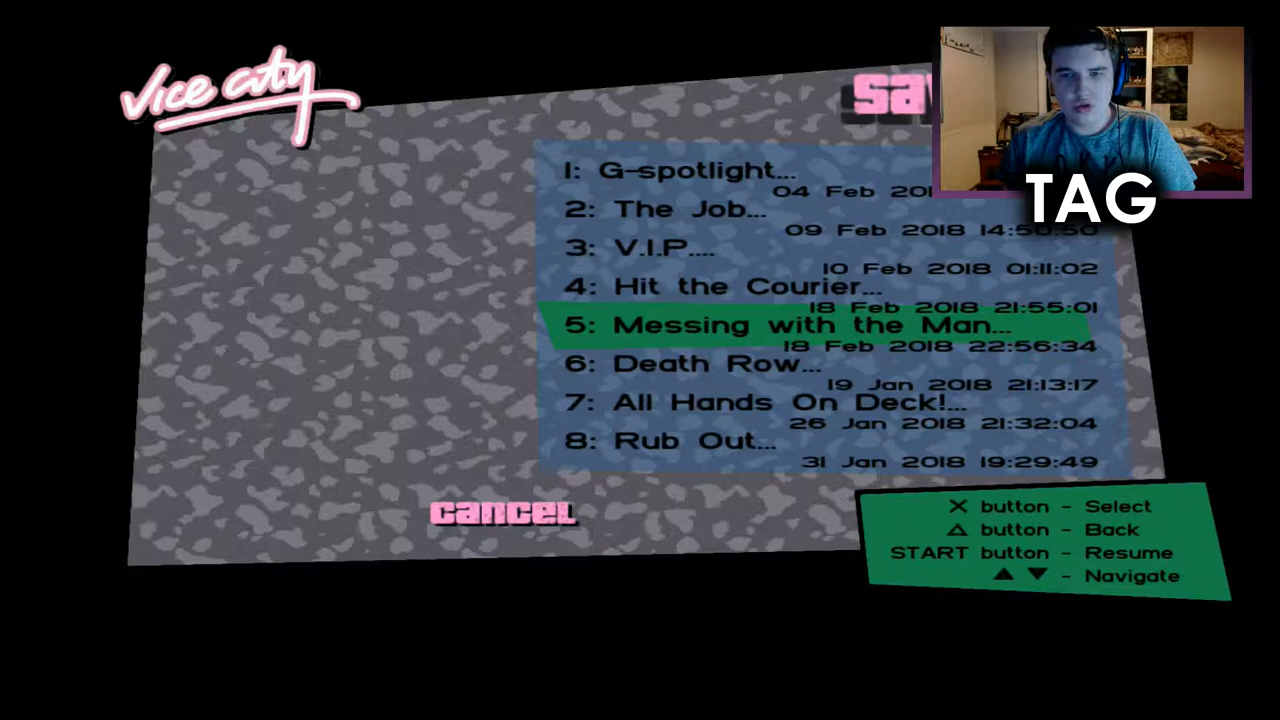 vice city
sav
1: G-spotlight...
04 Feb 201
2: The Job...
09 Feb 2018 14:50:50
3: V.I.P....
10 Feb 2018 01:11:02
4: Hit the Courier...
18 Feb 2018 21:55:01
5: Messing with the Man...
18 Feb 2018 22:56:34
6: Death Row...
19 Jan 2018 21:13:17
7: All Hands On Deck!...
26 Jan 2018 21:32:04
8: Rub Out...
31 Jan 2018 19:29:49
cancel
X button - Select
△ button - Back
START button - Resume
▲ ▼ - Navigate
TAG